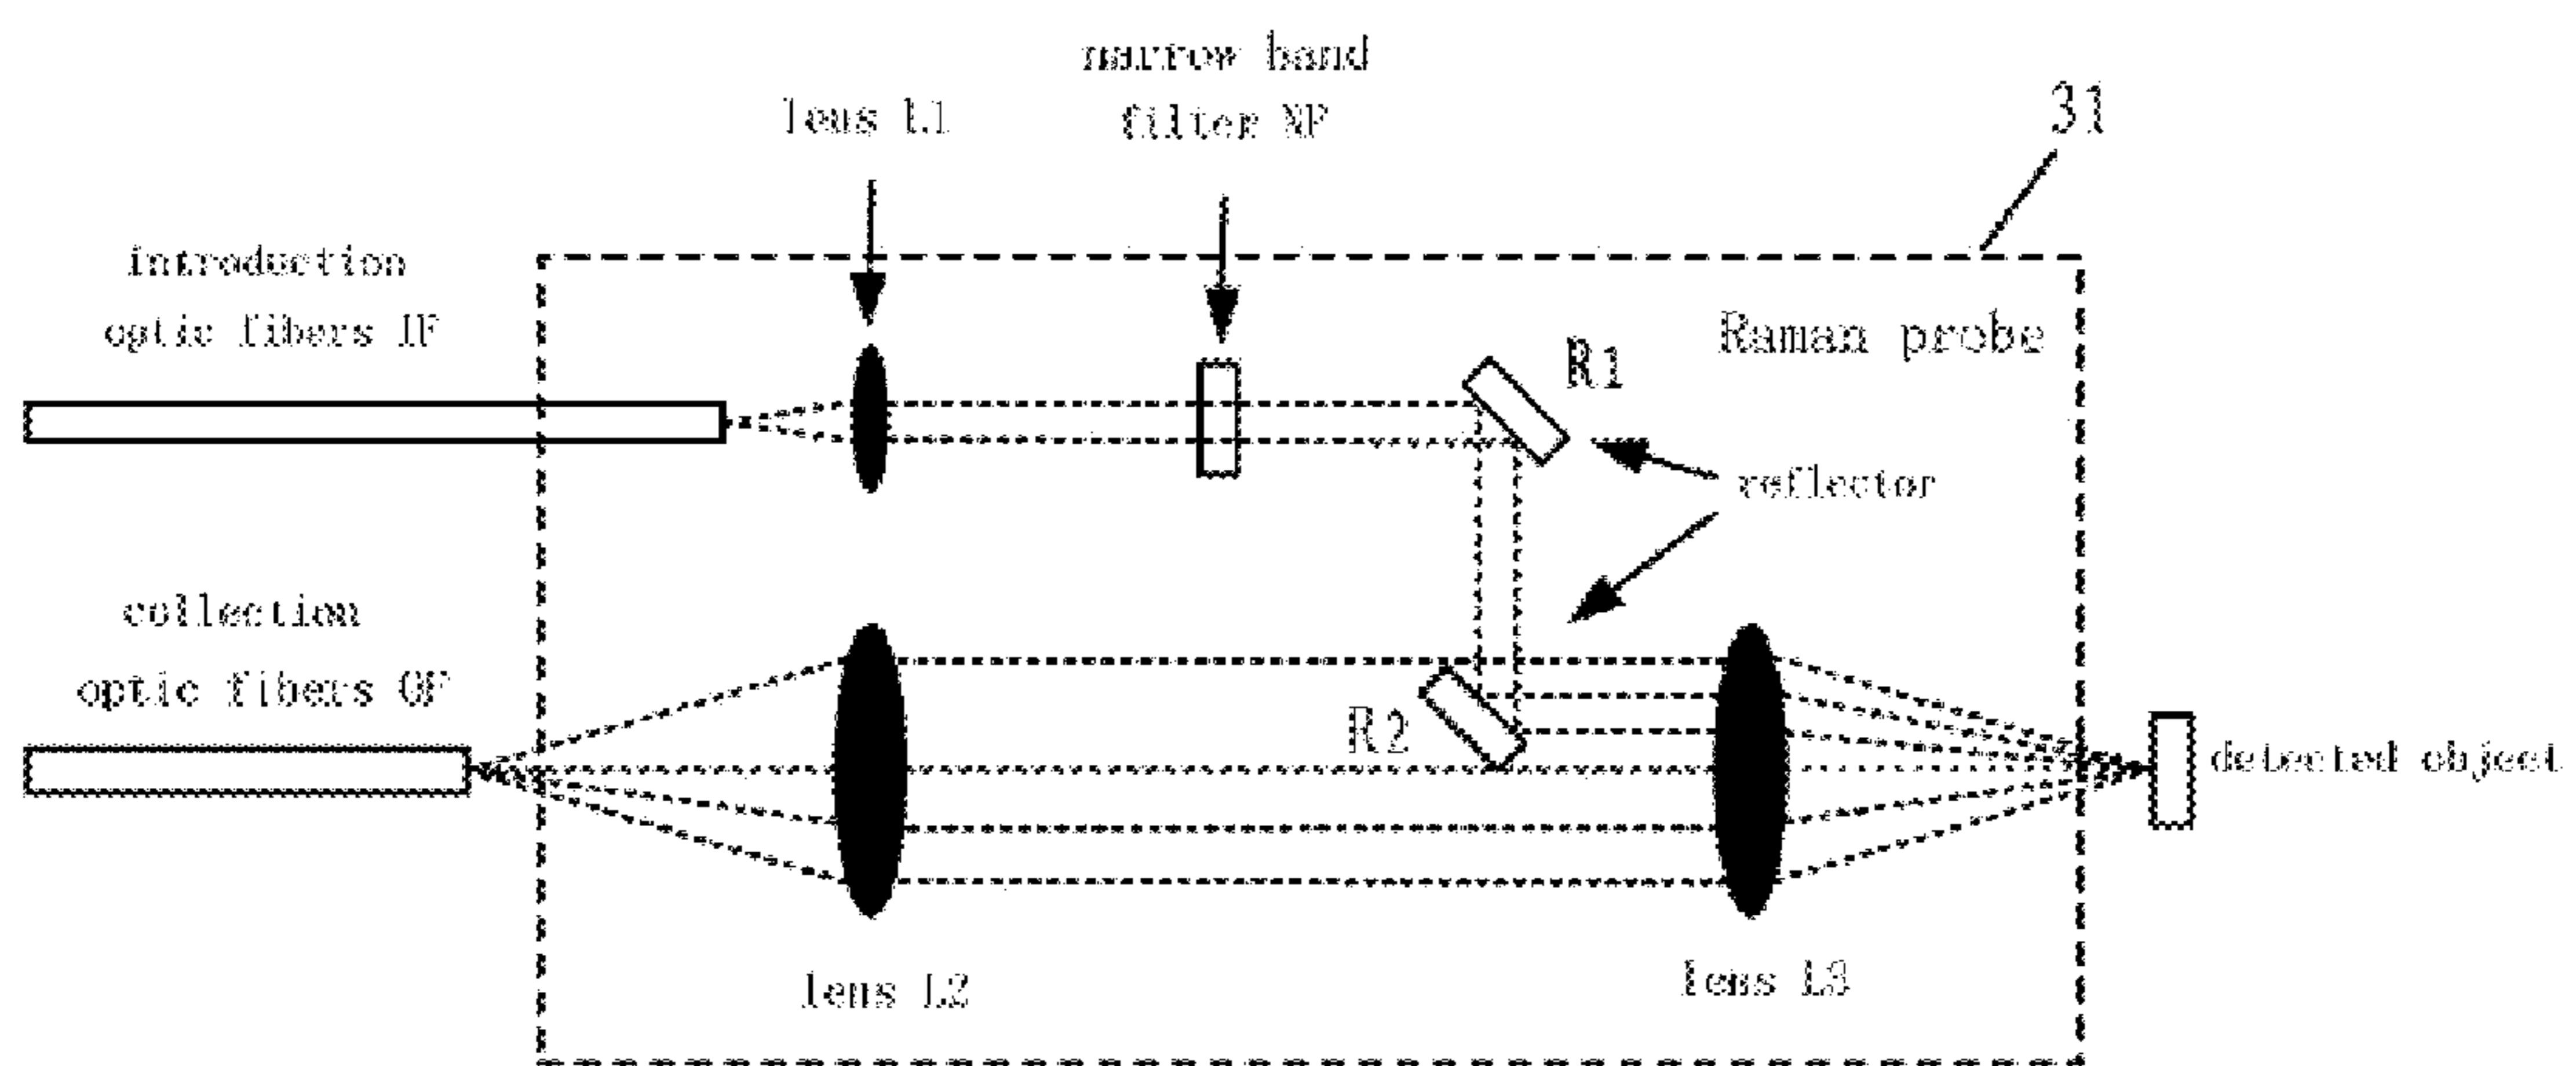 narrow band
filter NF
lens L1
31
introduction
optic fibers IF
Raman probe
R1
reflector
collection
optic fibers OF
R2
detected object
lens L2
lens L3